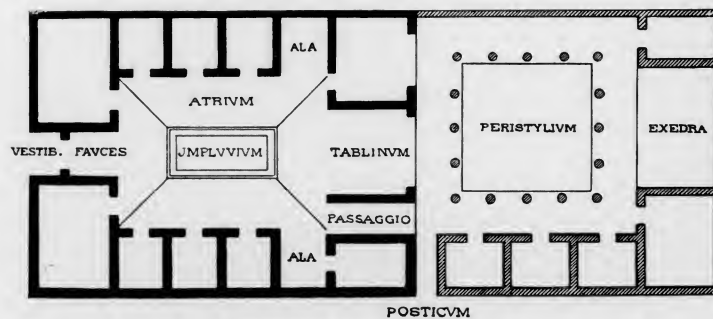 ALA
ATRIVM
VESTIB. FAVCES
JMPLVVIVM
TABLINVM
PERISTYLIVM
EXEDRA
PASSAGGIO
ALA
POSTICVM